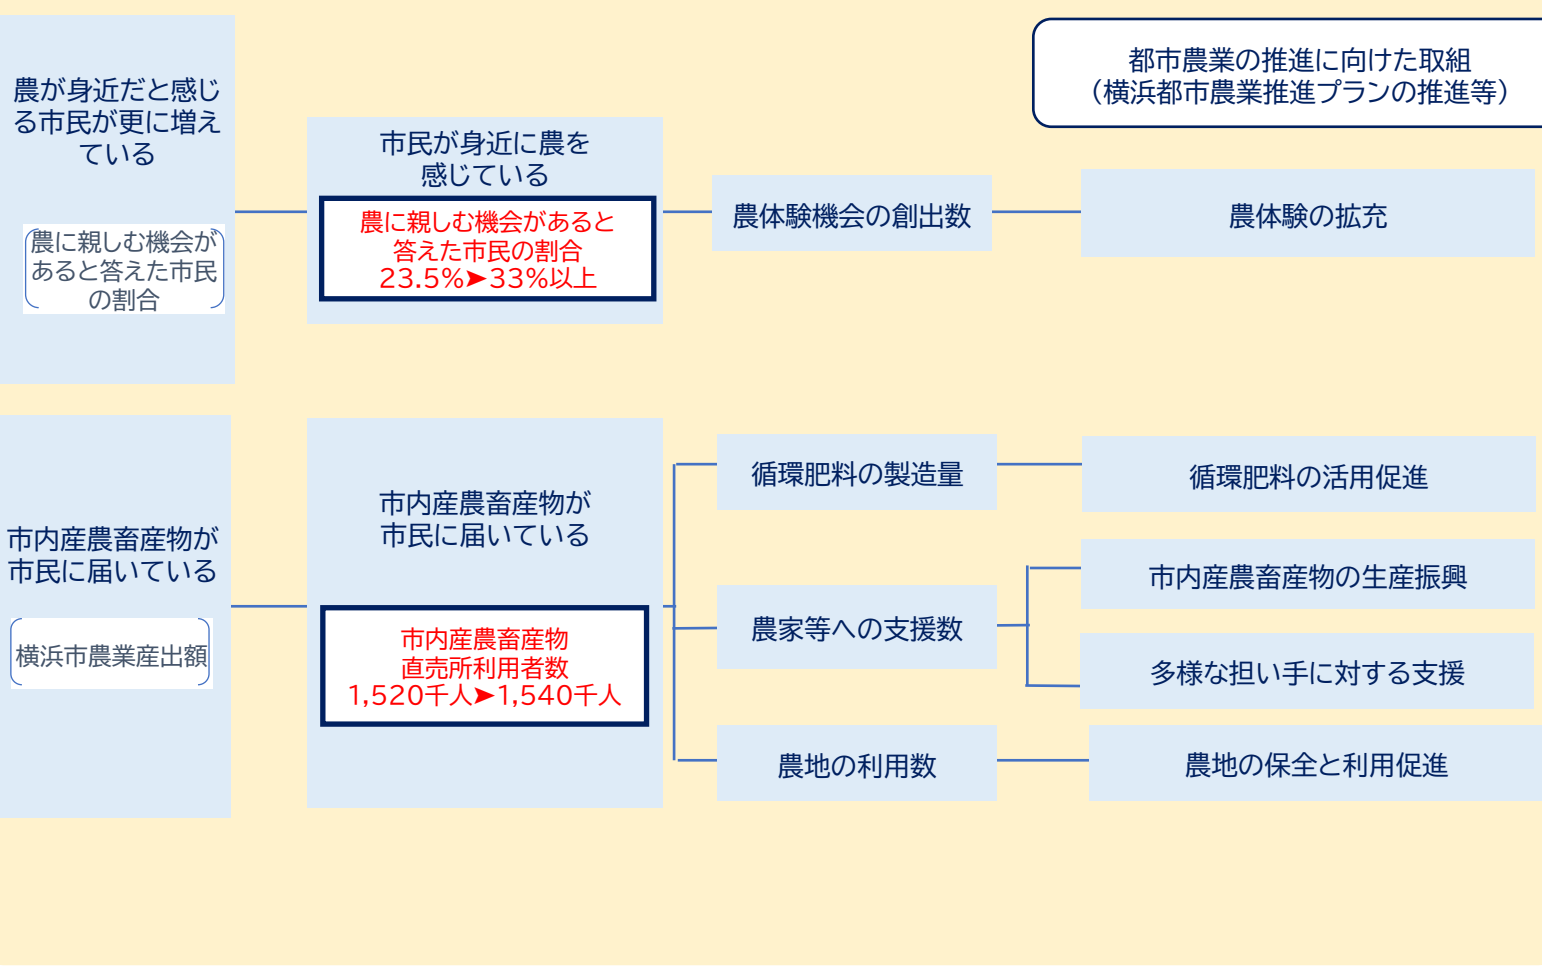 都市農業の推進に向けた取組
（横浜都市農業推進プランの推進等）
農が身近だと感じ
る市民が更に増え
ている
農に親しむ機会が
あると答えた市民
の割合
市民が身近に農を
感じている
農に親しむ機会があると
答えた市民の割合
23.5%➤33%以上
農体験機会の創出数
農体験の拡充
市内産農畜産物が
市民に届いている
横浜市農業産出額
市内産農畜産物が
市民に届いている
市内産農畜産物
直売所利用者数
1,520千人➤1,540千人
循環肥料の製造量
循環肥料の活用促進
農家等への支援数
市内産農畜産物の生産振興
多様な担い手に対する支援
農地の利用数
農地の保全と利用促進